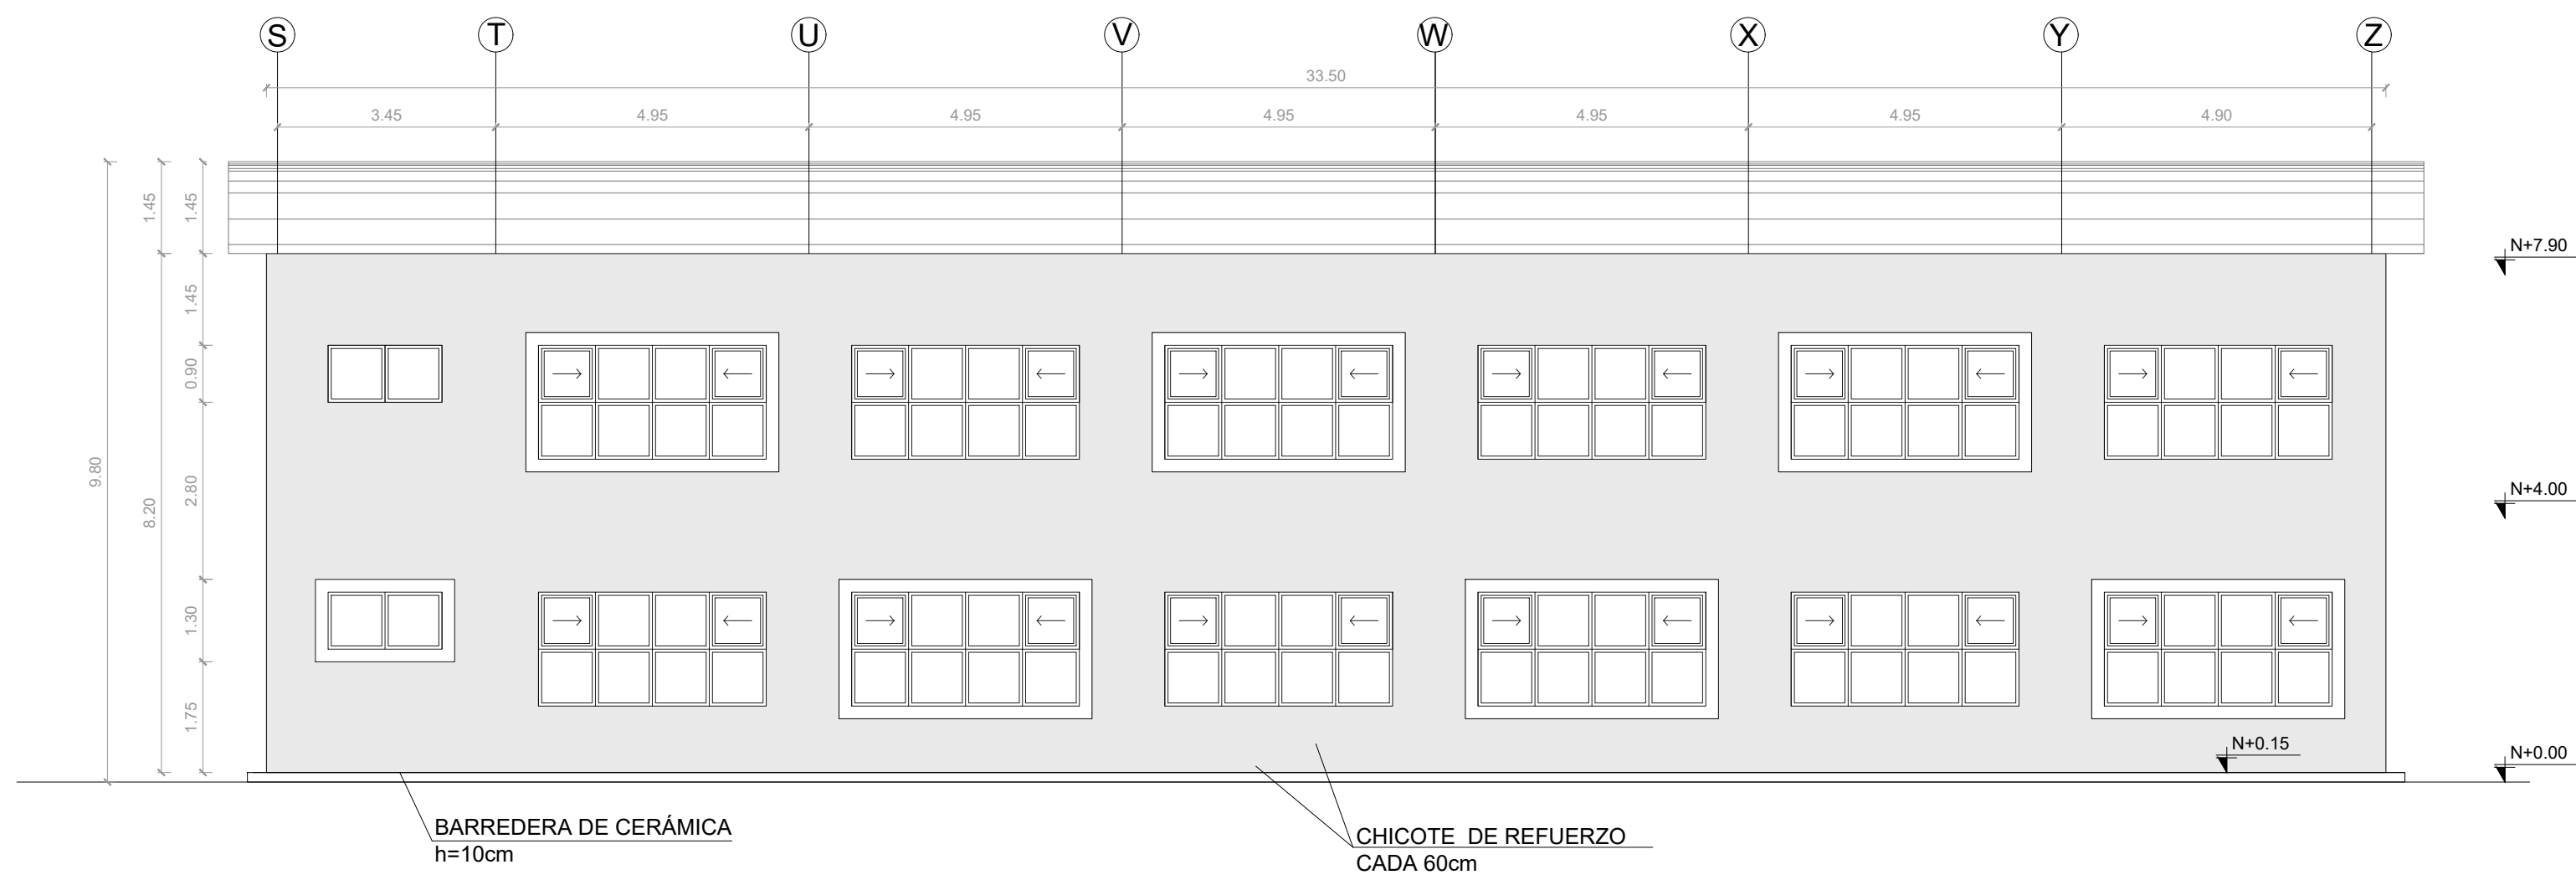 S T U V W X Y Z
33.50
3.45 4.95 4.95 4.95 4.95 4.95 4.90
1.45 1.45
N+7.90
1.45
0.90
9.80
8.20
2.80
N+4.00
1.30
1.75
N+0.15
N+0.00
BARREDERA DE CERÁMICA
h=10cm
CHICOTE DE REFUERZO
CADA 60cm